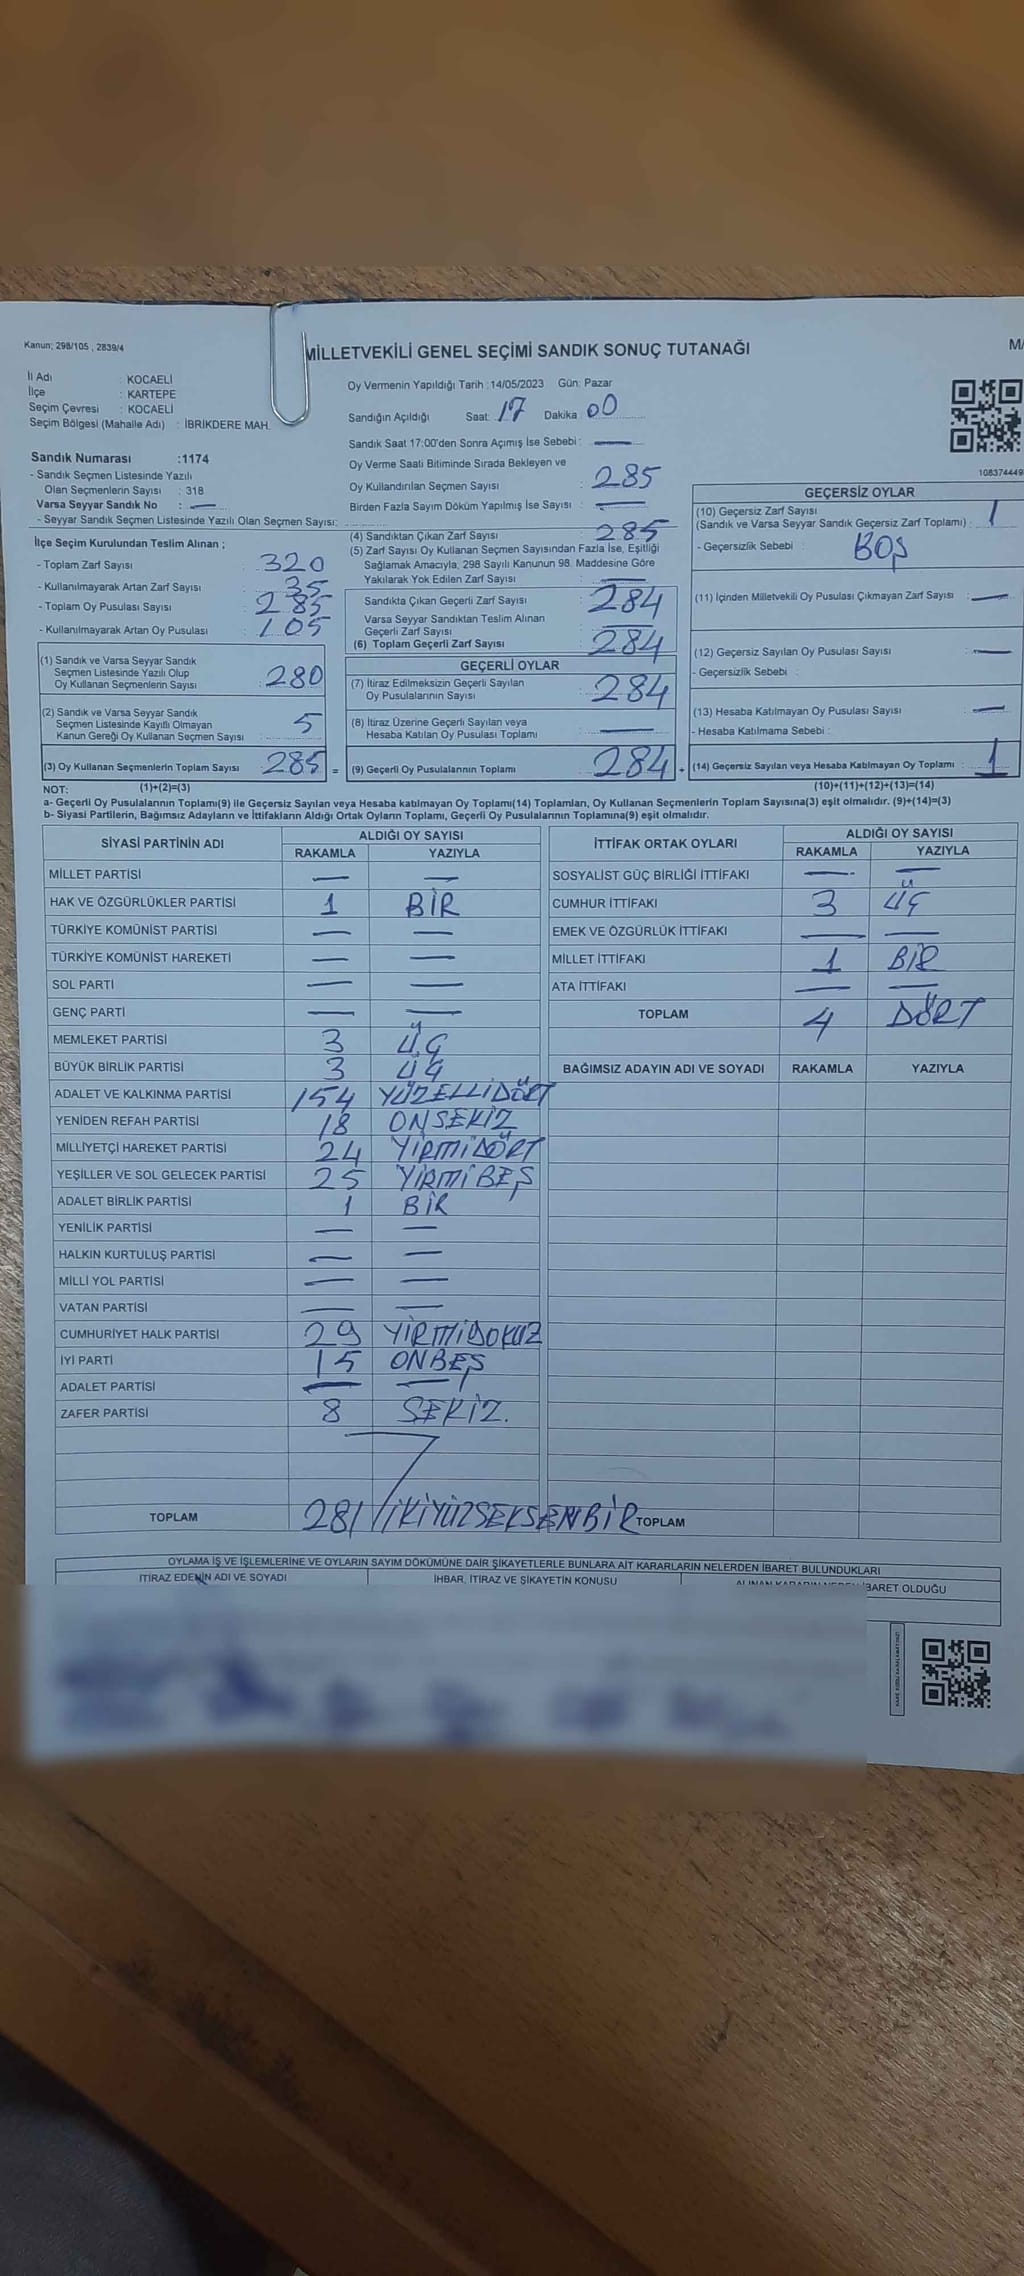 Kanun; 298/105 , 2839/4
MİLLETVEKİLİ GENEL SEÇİMİ SANDIK SONUÇ TUTANAĞI
İl Adı : KOCAELİ
İlçe : KARTEPE
Seçim Çevresi : KOCAELİ
Seçim Bölgesi (Mahalle Adı) : İBRİKDERE MAH.
Sandık Numarası :1174
- Sandık Seçmen Listesinde Yazılı
Olan Seçmenlerin Sayısı : 318
Varsa Seyyar Sandık No : —
- Seyyar Sandık Seçmen Listesinde Yazılı Olan Seçmen Sayısı:
İlçe Seçim Kurulundan Teslim Alınan ;
- Toplam Zarf Sayısı : 320
- Kullanılmayarak Artan Zarf Sayısı : 35
- Toplam Oy Pusulası Sayısı : 285
- Kullanılmayarak Artan Oy Pusulası : 105
(1) Sandık ve Varsa Seyyar Sandık
Seçmen Listesinde Yazılı Olup
Oy Kullanan Seçmenlerin Sayısı : 280
(2) Sandık ve Varsa Seyyar Sandık
Seçmen Listesinde Kayıtlı Olmayan
Kanun Gereği Oy Kullanan Seçmen Sayısı : 5
(3) Oy Kullanan Seçmenlerin Toplam Sayısı : 285 =
Oy Vermenin Yapıldığı Tarih :14/05/2023 Gün: Pazar
Sandığın Açıldığı Saat: 17 Dakika : 00
Sandık Saat 17:00'den Sonra Açımış İse Sebebi : —
Oy Verme Saati Bitiminde Sırada Bekleyen ve
Oy Kullandırılan Seçmen Sayısı : 285
Birden Fazla Sayım Döküm Yapılmış İse Sayısı : —
(4) Sandıktan Çıkan Zarf Sayısı : 285
(5) Zarf Sayısı Oy Kullanan Seçmen Sayısından Fazla İse, Eşitliği
Sağlamak Amacıyla, 298 Sayılı Kanunun 98. Maddesine Göre
Yakılarak Yok Edilen Zarf Sayısı : —
Sandıkta Çıkan Geçerli Zarf Sayısı : 284
Varsa Seyyar Sandıktan Teslim Alınan
Geçerli Zarf Sayısı : —
(6) Toplam Geçerli Zarf Sayısı : 284
GEÇERLİ OYLAR
(7) İtiraz Edilmeksizin Geçerli Sayılan
Oy Pusulalarının Sayısı : 284
(8) İtiraz Üzerine Geçerli Sayılan veya
Hesaba Katılan Oy Pusulası Toplamı : —
(9) Geçerli Oy Pusulalarının Toplamı : 284 +
108374449
GEÇERSİZ OYLAR
(10) Geçersiz Zarf Sayısı
(Sandık ve Varsa Seyyar Sandık Geçersiz Zarf Toplamı) : 1
- Geçersizlik Sebebi : BOŞ
(11) İçinden Milletvekili Oy Pusulası Çıkmayan Zarf Sayısı : —
(12) Geçersiz Sayılan Oy Pusulası Sayısı : —
- Geçersizlik Sebebi :
(13) Hesaba Katılmayan Oy Pusulası Sayısı : —
- Hesaba Katılmama Sebebi :
(14) Geçersiz Sayılan veya Hesaba Katılmayan Oy Toplamı : 1
NOT: (1)+(2)=(3) (10)+(11)+(12)+(13)=(14)
a- Geçerli Oy Pusulalarının Toplamı(9) ile Geçersiz Sayılan veya Hesaba katılmayan Oy Toplamı(14) Toplamları, Oy Kullanan Seçmenlerin Toplam Sayısına(3) eşit olmalıdır. (9)+(14)=(3)
b- Siyasi Partilerin, Bağımsız Adayların ve İttifakların Aldığı Ortak Oyların Toplamı, Geçerli Oy Pusulalarının Toplamına(9) eşit olmalıdır.
SİYASİ PARTİNİN ADI ALDIĞI OY SAYISI
RAKAMLA YAZIYLA
MİLLET PARTİSİ — —
HAK VE ÖZGÜRLÜKLER PARTİSİ 1 BİR
TÜRKİYE KOMÜNİST PARTİSİ — —
TÜRKİYE KOMÜNİST HAREKETİ — —
SOL PARTİ — —
GENÇ PARTİ — —
MEMLEKET PARTİSİ 3 ÜÇ
BÜYÜK BİRLİK PARTİSİ 3 ÜÇ
ADALET VE KALKINMA PARTİSİ 154 YÜZELLİDÖRT
YENİDEN REFAH PARTİSİ 18 ONSEKİZ
MİLLİYETÇİ HAREKET PARTİSİ 24 YİRMİDÖRT
YEŞİLLER VE SOL GELECEK PARTİSİ 25 YİRMİBEŞ
ADALET BİRLİK PARTİSİ 1 BİR
YENİLİK PARTİSİ — —
HALKIN KURTULUŞ PARTİSİ — —
MİLLİ YOL PARTİSİ — —
VATAN PARTİSİ — —
CUMHURİYET HALK PARTİSİ 29 YİRMİDOKUZ
İYİ PARTİ 15 ONBEŞ
ADALET PARTİSİ — —
ZAFER PARTİSİ 8 SEKİZ.
TOPLAM 281 / İKİYÜZSEKSENBİR
İTTİFAK ORTAK OYLARI ALDIĞI OY SAYISI
RAKAMLA YAZIYLA
SOSYALİST GÜÇ BİRLİĞİ İTTİFAKI — —
CUMHUR İTTİFAKI 3 ÜÇ
EMEK VE ÖZGÜRLÜK İTTİFAKI — —
MİLLET İTTİFAKI 1 BİR
ATA İTTİFAKI — —
TOPLAM 4 DÖRT
BAĞIMSIZ ADAYIN ADI VE SOYADI RAKAMLA YAZIYLA
TOPLAM
OYLAMA İŞ VE İŞLEMLERİNE VE OYLARIN SAYIM DÖKÜMÜNE DAİR ŞİKAYETLERLE BUNLARA AİT KARARLARIN NELERDEN İBARET BULUNDUKLARI
İTİRAZ EDENİN ADI VE SOYADI İHBAR, İTİRAZ VE ŞİKAYETİN KONUSU ALINAN KARARIN NEDEN İBARET OLDUĞU